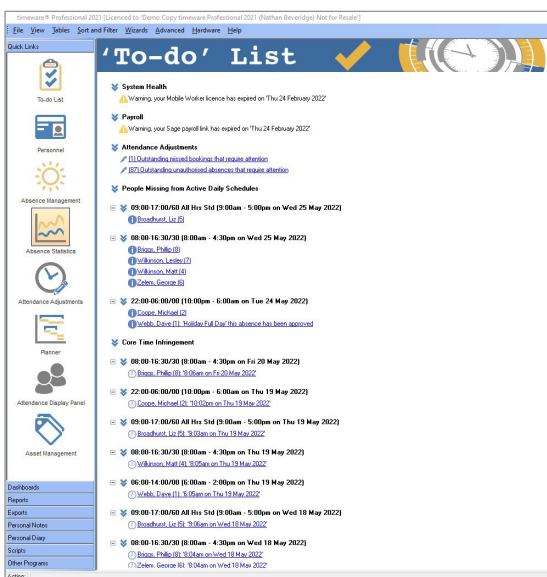 timeware® Professional 2021 [Licenced to 'Demo Copy timeware Professional 2021 (Nathan Beveridge) Not for Resale']
File View Tables Sort and Filter Wizards Advanced Hardware Help
Quick Links
To-do List
Personnel
Absence Management
Absence Statistics
Attendance Adjustments
Planner
Attendance Display Panel
Asset Management
Dashboards
Reports
Exports
Personal Notes
Personal Diary
Scripts
Other Programs
Acting:
'To-do' List
System Health
Warning, your Mobile Worker licence has expired on 'Thu 24 February 2022'
Payroll
Warning, your Sage payroll link has expired on 'Thu 24 February 2022'
Attendance Adjustments
[1] Outstanding missed bookings that require attention
[87] Outstanding unauthorised absences that require attention
People Missing from Active Daily Schedules
09:00-17:00/60 All Hrs Std (9:00am - 5:00pm on Wed 25 May 2022)
Broadhurst, Liz (5)
08:00-16:30/30 (8:00am - 4:30pm on Wed 25 May 2022)
Briggs, Phillip (8)
Wilkinson, Lesley (7)
Wilkinson, Matt (4)
Zelem, George (6)
22:00-06:00/00 (10:00pm - 6:00am on Tue 24 May 2022)
Coope, Michael (2)
Webb, Dave (1): 'Holiday Full Day' this absence has been approved
Core Time Infringement
08:00-16:30/30 (8:00am - 4:30pm on Fri 20 May 2022)
Briggs, Phillip (8): '8:06am on Fri 20 May 2022'
22:00-06:00/00 (10:00pm - 6:00am on Thu 19 May 2022)
Coope, Michael (2): '10:02pm on Thu 19 May 2022'
09:00-17:00/60 All Hrs Std (9:00am - 5:00pm on Thu 19 May 2022)
Broadhurst, Liz (5): '9:03am on Thu 19 May 2022'
08:00-16:30/30 (8:00am - 4:30pm on Thu 19 May 2022)
Wilkinson, Matt (4): '8:05am on Thu 19 May 2022'
06:00-14:00/00 (6:00am - 2:00pm on Thu 19 May 2022)
Webb, Dave (1): '6:05am on Thu 19 May 2022'
09:00-17:00/60 All Hrs Std (9:00am - 5:00pm on Wed 18 May 2022)
Broadhurst, Liz (5): '9:06am on Wed 18 May 2022'
08:00-16:30/30 (8:00am - 4:30pm on Wed 18 May 2022)
Briggs, Phillip (8): '8:04am on Wed 18 May 2022'
Zelem, George (6): '8:04am on Wed 18 May 2022'